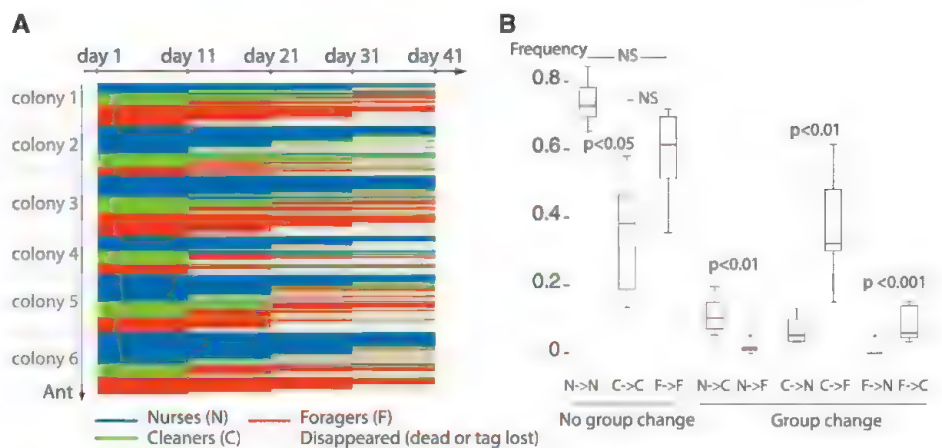 A
day 1 day 11 day 21 day 31 day 41
colony 1
colony 2
colony 3
colony 4
colony 5
colony 6
Ant
Nurses (N) Foragers (F)
Cleaners (C) Disappeared (dead or tag lost)
B
Frequency
NS
0.8
NS
p<0.05
p<0.01
0.6
0.4
p<0.01
p<0.001
0.2
0
N->N C->C F->F N->C N->F C->N C->F F->N F->C
No group change Group change